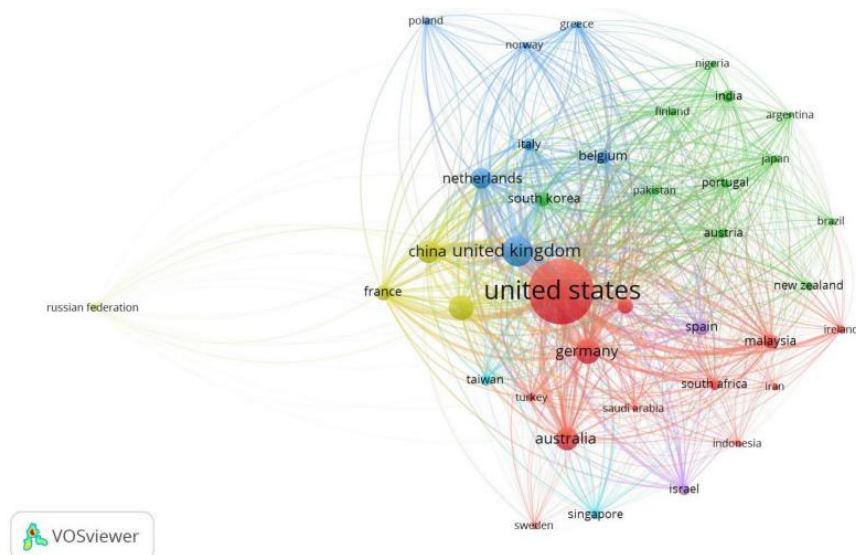 poland
greece
norway
nigeria
india
finland
argentina
italy
belgium
japan
netherlands
pakistan
portugal
south korea
brazil
austria
china
united kingdom
new zealand
france
united states
russian federation
spain
ireland
malaysia
germany
taiwan
south africa
iran
turkey
saudi arabia
australia
indonesia
israel
singapore
sweden
VOSviewer